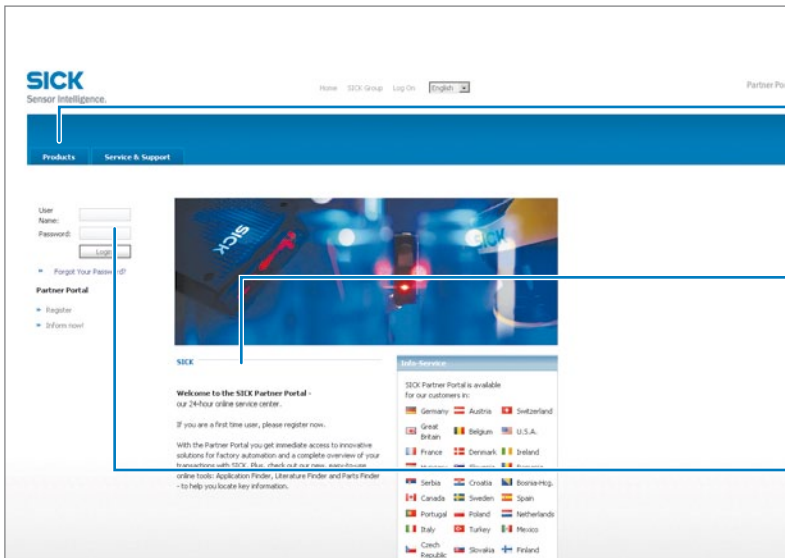 SICK
Sensor Intelligence.
Home SICK Group Log On English
Products Service & Support
User
Name:
Password:
Login
Forgot Your Password?
Partner Portal
Register
Inform now!
SICK
SICK
SICK
Welcome to the SICK Partner Portal -
our 24-hour online service center.
If you are a first time user, please register now.
With the Partner Portal you get immediate access to innovative
solutions for factory automation and a complete overview of your
transactions with SICK. Plus, check out our new, easy-to-use
online tools: Application Finder, Literature Finder and Parts Finder
- to help you locate key information.
Info-Service
SICK Partner Portal is available
for our customers in:
Germany Austria Switzerland
Great
Britain Belgium U.S.A.
France Denmark Ireland
Serbia Croatia Bosnia-Hcg.
Canada Sweden Spain
Portugal Poland Netherlands
Italy Turkey Mexico
Czech
Republic Slovakia Finland